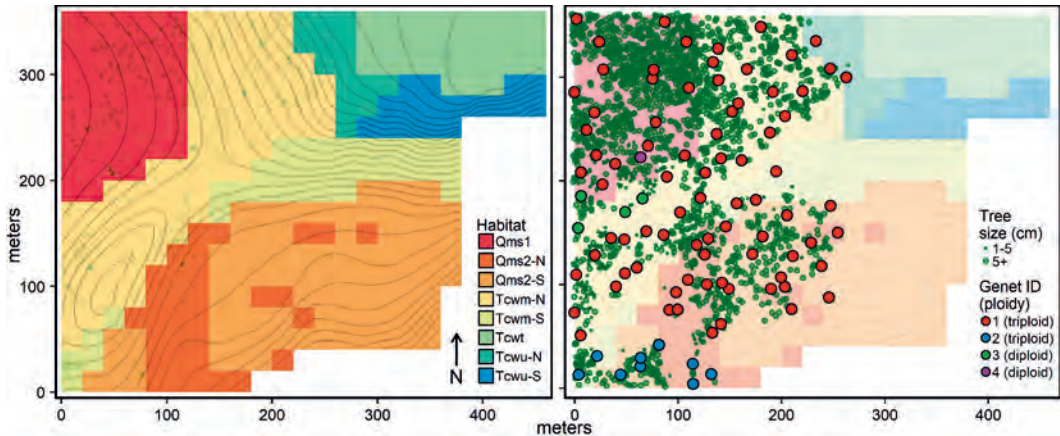 300
200
100
0
meters
0
100
200
300
400
Habitat
Qms1
Qms2-N
Qms2-S
Tcwm-N
Tcwm-S
Tcwt
Tcwu-N
Tcwu-S
N
0
100
200
300
400
meters
Tree
size (cm)
1-5
5+
Genet ID
(ploidy)
1 (triploid)
2 (triploid)
3 (diploid)
4 (diploid)